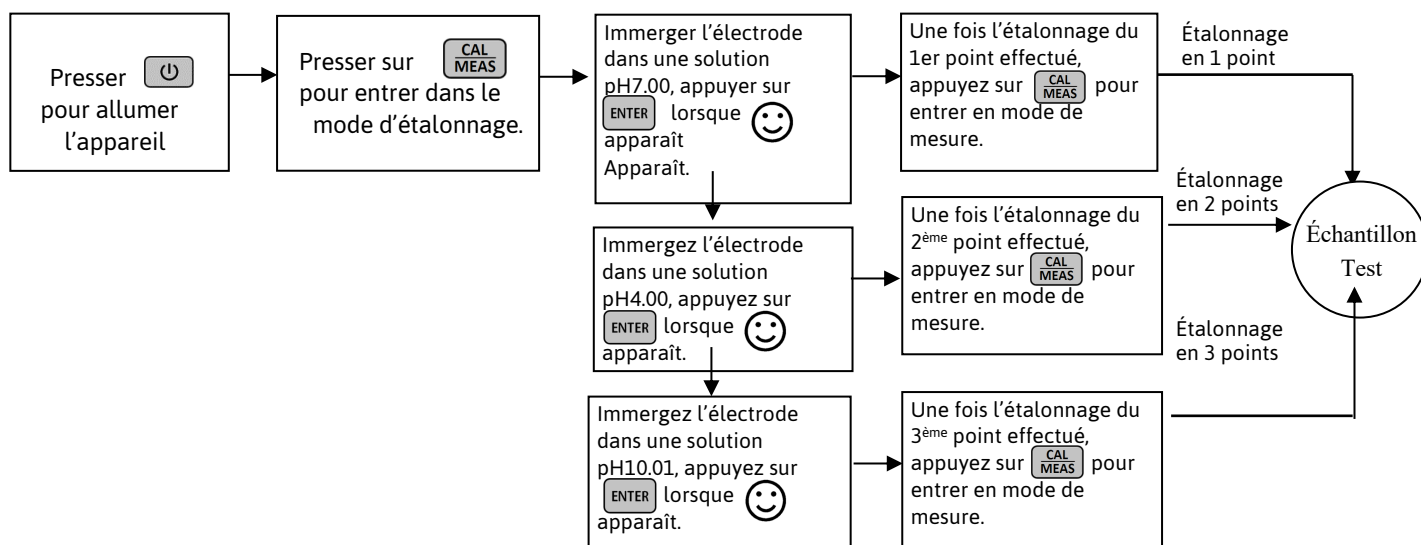 Presser
pour allumer
l'appareil
Presser sur CAL MEAS
pour entrer dans le
mode d'étalonnage.
Immerger l'électrode
dans une solution
pH7.00, appuyer sur
ENTER lorsque
apparaît
Apparaît.
Une fois l'étalonnage du
1er point effectué,
appuyez sur CAL MEAS pour
entrer en mode de
mesure.
Étalonnage
en 1 point
Immergez l'électrode
dans une solution
pH4.00, appuyez sur
ENTER lorsque
apparaît.
Une fois l'étalonnage du
2ème point effectué,
appuyez sur CAL MEAS pour
entrer en mode de
mesure.
Étalonnage
en 2 points
Échantillon
Test
Immergez l'électrode
dans une solution
pH10.01, appuyez sur
ENTER lorsque
apparaît.
Une fois l'étalonnage du
3ème point effectué,
appuyez sur CAL MEAS pour
entrer en mode de
mesure.
Étalonnage
en 3 points